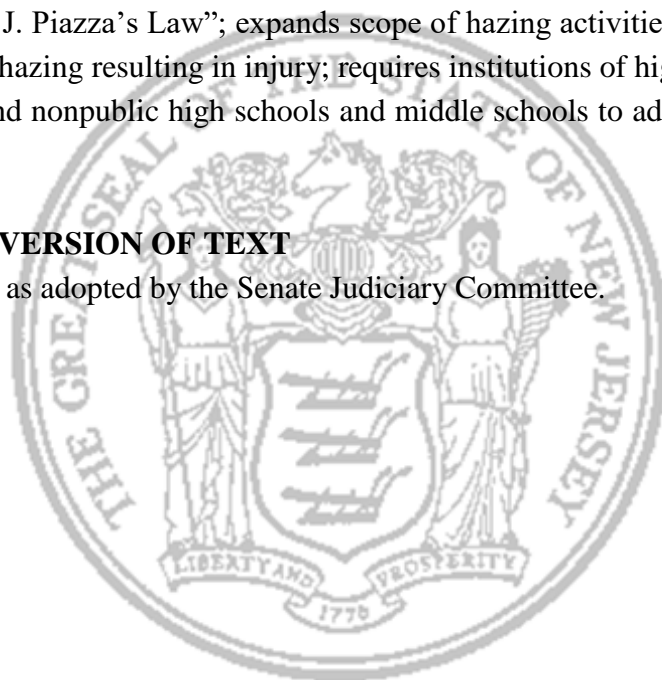 J. Piazza’s Law”; expands scope of hazing activitie
hazing resulting in injury; requires institutions of hig
nd nonpublic high schools and middle schools to ad
VERSION OF TEXT
as adopted by the Senate Judiciary Committee.
THE GREAT SEAL OF THE STATE OF NEW JERSEY
LIBERTY AND PROSPERITY
1776